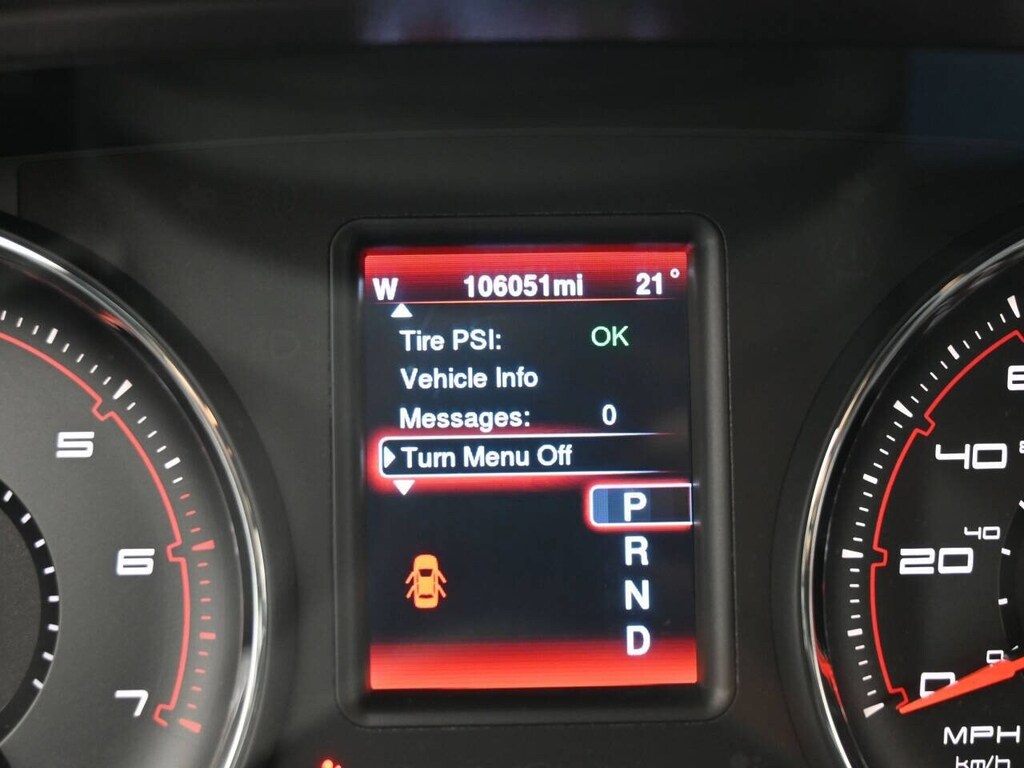 W 106051mi 21°
Tire PSI: OK
Vehicle Info
Messages: 0
Turn Menu Off
P
R
N
D
5
6
7
40
20
40
0
0
MPH
km/h